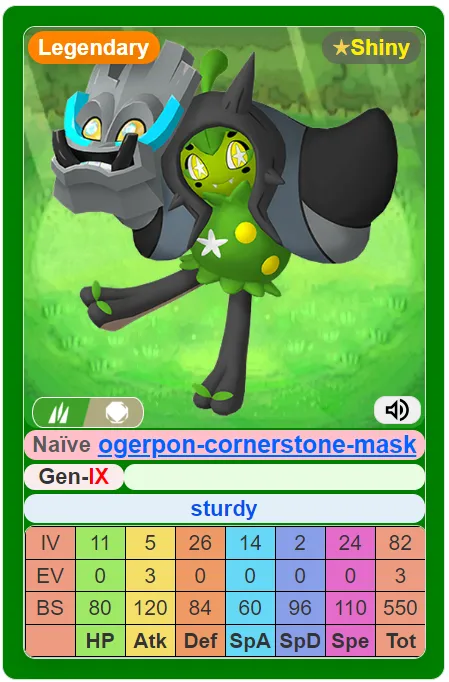 Legendary
★Shiny
Naïve ogerpon-cornerstone-mask
Gen-IX
sturdy
IV 11 5 26 14 2 24 82
EV 0 3 0 0 0 0 3
BS 80 120 84 60 96 110 550
HP Atk Def SpA SpD Spe Tot